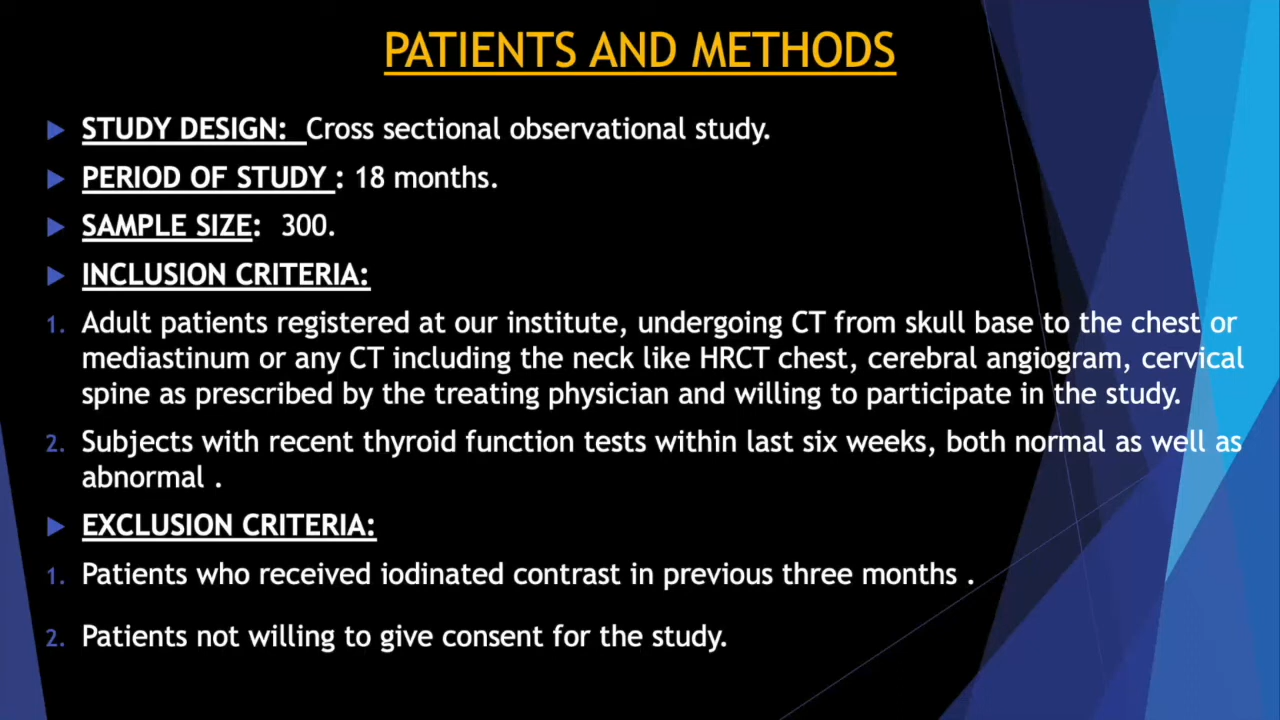 PATIENTS AND METHODS
STUDY DESIGN: Cross sectional observational study.
PERIOD OF STUDY : 18 months.
SAMPLE SIZE: 300.
INCLUSION CRITERIA:
1. Adult patients registered at our institute, undergoing CT from skull base to the chest or
mediastinum or any CT including the neck like HRCT chest, cerebral angiogram, cervical
spine as prescribed by the treating physician and willing to participate in the study.
2. Subjects with recent thyroid function tests within last six weeks, both normal as well as
abnormal .
EXCLUSION CRITERIA:
1. Patients who received iodinated contrast in previous three months .
2. Patients not willing to give consent for the study.